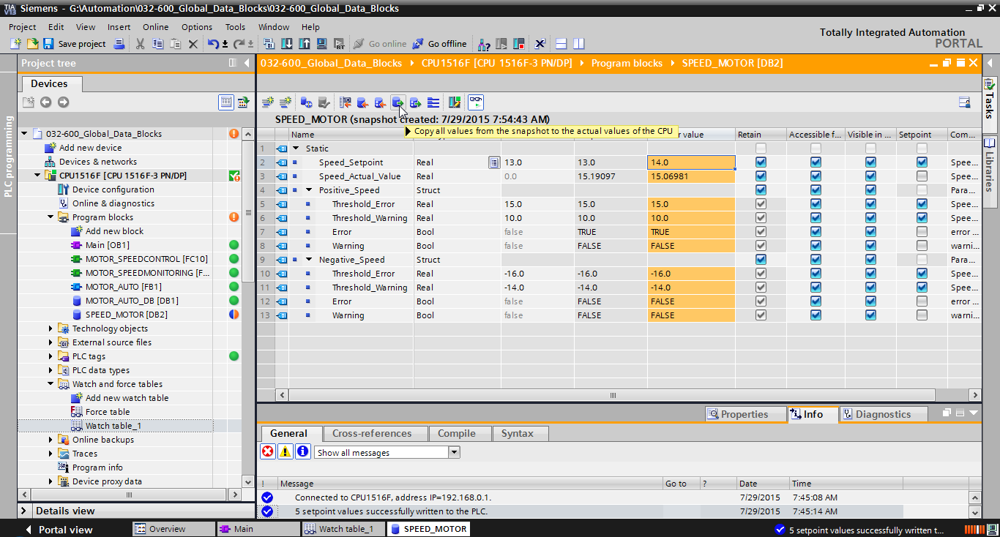 TIA V13 Siemens - G:\Automation\032-600_Global_Data_Blocks\032-600_Global_Data_Blocks
Project Edit View Insert Online Options Tools Window Help
Totally Integrated Automation
PORTAL
Save project Go online Go offline
Project tree
032-600_Global_Data_Blocks CPU1516F [CPU 1516F-3 PN/DP] Program blocks SPEED_MOTOR [DB2]
Devices
PLC programming
032-600_Global_Data_Blocks
Add new device
Devices & networks
CPU1516F [CPU 1516F-3 PN/DP]
Device configuration
Online & diagnostics
Program blocks
Add new block
Main [OB1]
MOTOR_SPEEDCONTROL [FC10]
MOTOR_SPEEDMONITORING [F...
MOTOR_AUTO [FB1]
MOTOR_AUTO_DB [DB1]
SPEED_MOTOR [DB2]
Technology objects
External source files
PLC tags
PLC data types
Watch and force tables
Add new watch table
Force table
Watch table_1
Online backups
Traces
Program info
Device proxy data
Details view
SPEED_MOTOR (snapshot created: 7/29/2015 7:54:43 AM)
Copy all values from the snapshot to the actual values of the CPU
Name value Retain Accessible f... Visible in ... Setpoint Com...
1 Static
2 Speed_Setpoint Real 13.0 13.0 14.0 Spee...
3 Speed_Actual_Value Real 0.0 15.19097 15.06981 Spee...
4 Positive_Speed Struct Para...
5 Threshold_Error Real 15.0 15.0 15.0 Spee...
6 Threshold_Warning Real 10.0 10.0 10.0 Spee...
7 Error Bool false TRUE TRUE error ...
8 Warning Bool false FALSE FALSE warni...
9 Negative_Speed Struct Para...
10 Threshold_Error Real -16.0 -16.0 -16.0 Spee...
11 Threshold_Warning Real -14.0 -14.0 -14.0 Spee...
12 Error Bool false FALSE FALSE error ...
13 Warning Bool false FALSE FALSE warni...
Tasks
Libraries
Properties Info Diagnostics
General Cross-references Compile Syntax
Show all messages
! Message Go to ? Date Time
Connected to CPU1516F, address IP=192.168.0.1. 7/29/2015 7:45:08 AM
5 setpoint values successfully written to the PLC. 7/29/2015 7:45:14 AM
Portal view Overview Main Watch table_1 SPEED_MOTOR 5 setpoint values successfully written t...